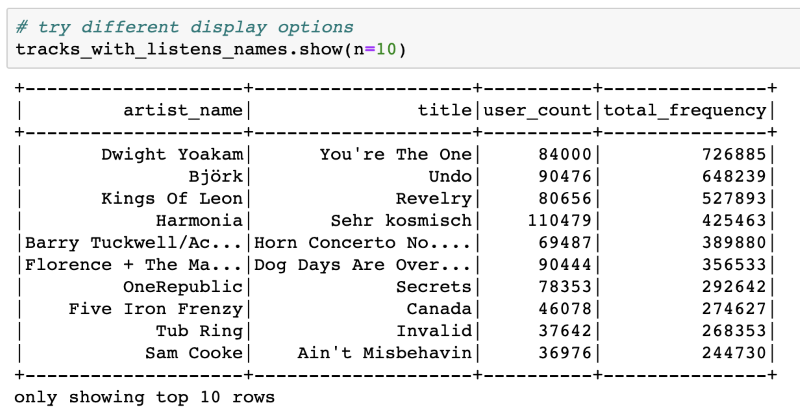 # try different display options
tracks_with_listens_names.show(n=10)
+--------------------+--------------------+----------+---------------+
|         artist_name|               title|user_count|total_frequency|
+--------------------+--------------------+----------+---------------+
|       Dwight Yoakam|      You're The One|     84000|         726885|
|               Björk|                Undo|     90476|         648239|
|       Kings Of Leon|             Revelry|     80656|         527893|
|            Harmonia|       Sehr kosmisch|    110479|         425463|
|Barry Tuckwell/Ac...|Horn Concerto No....|     69487|         389880|
|Florence + The Ma...|Dog Days Are Over...|     90444|         356533|
|         OneRepublic|             Secrets|     78353|         292642|
|    Five Iron Frenzy|              Canada|     46078|         274627|
|            Tub Ring|             Invalid|     37642|         268353|
|           Sam Cooke|    Ain't Misbehavin|     36976|         244730|
+--------------------+--------------------+----------+---------------+
only showing top 10 rows